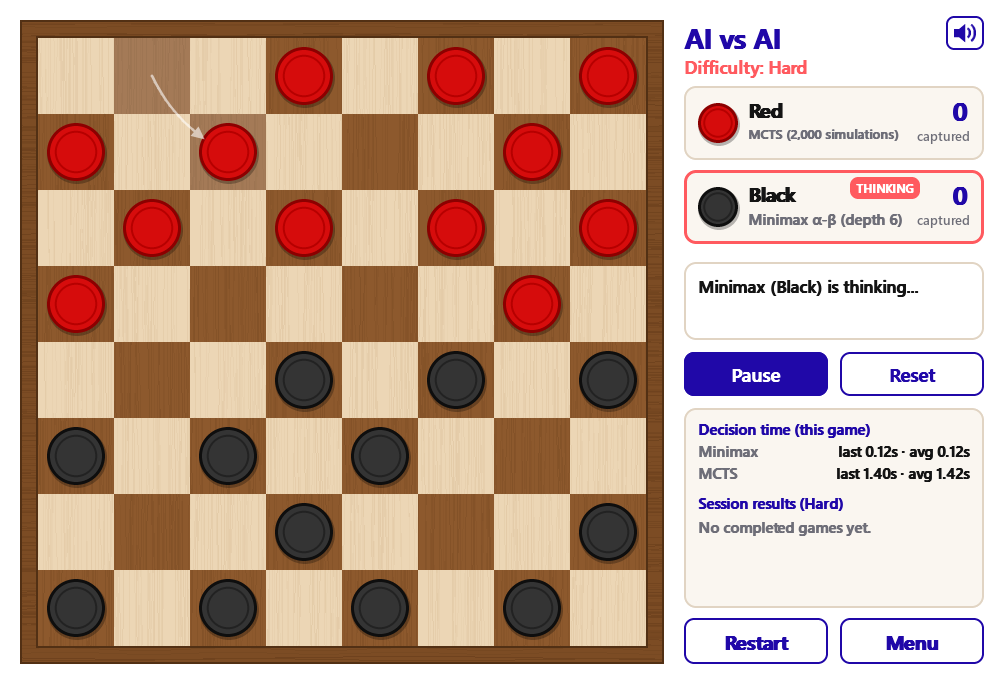 AI vs AI
Difficulty: Hard
Red
MCTS (2,000 simulations)
0
captured
Black
Minimax α-β (depth 6)
THINKING
0
captured
Minimax (Black) is thinking...
Pause
Reset
Decision time (this game)
Minimax last 0.12s · avg 0.12s
MCTS last 1.40s · avg 1.42s
Session results (Hard)
No completed games yet.
Restart
Menu